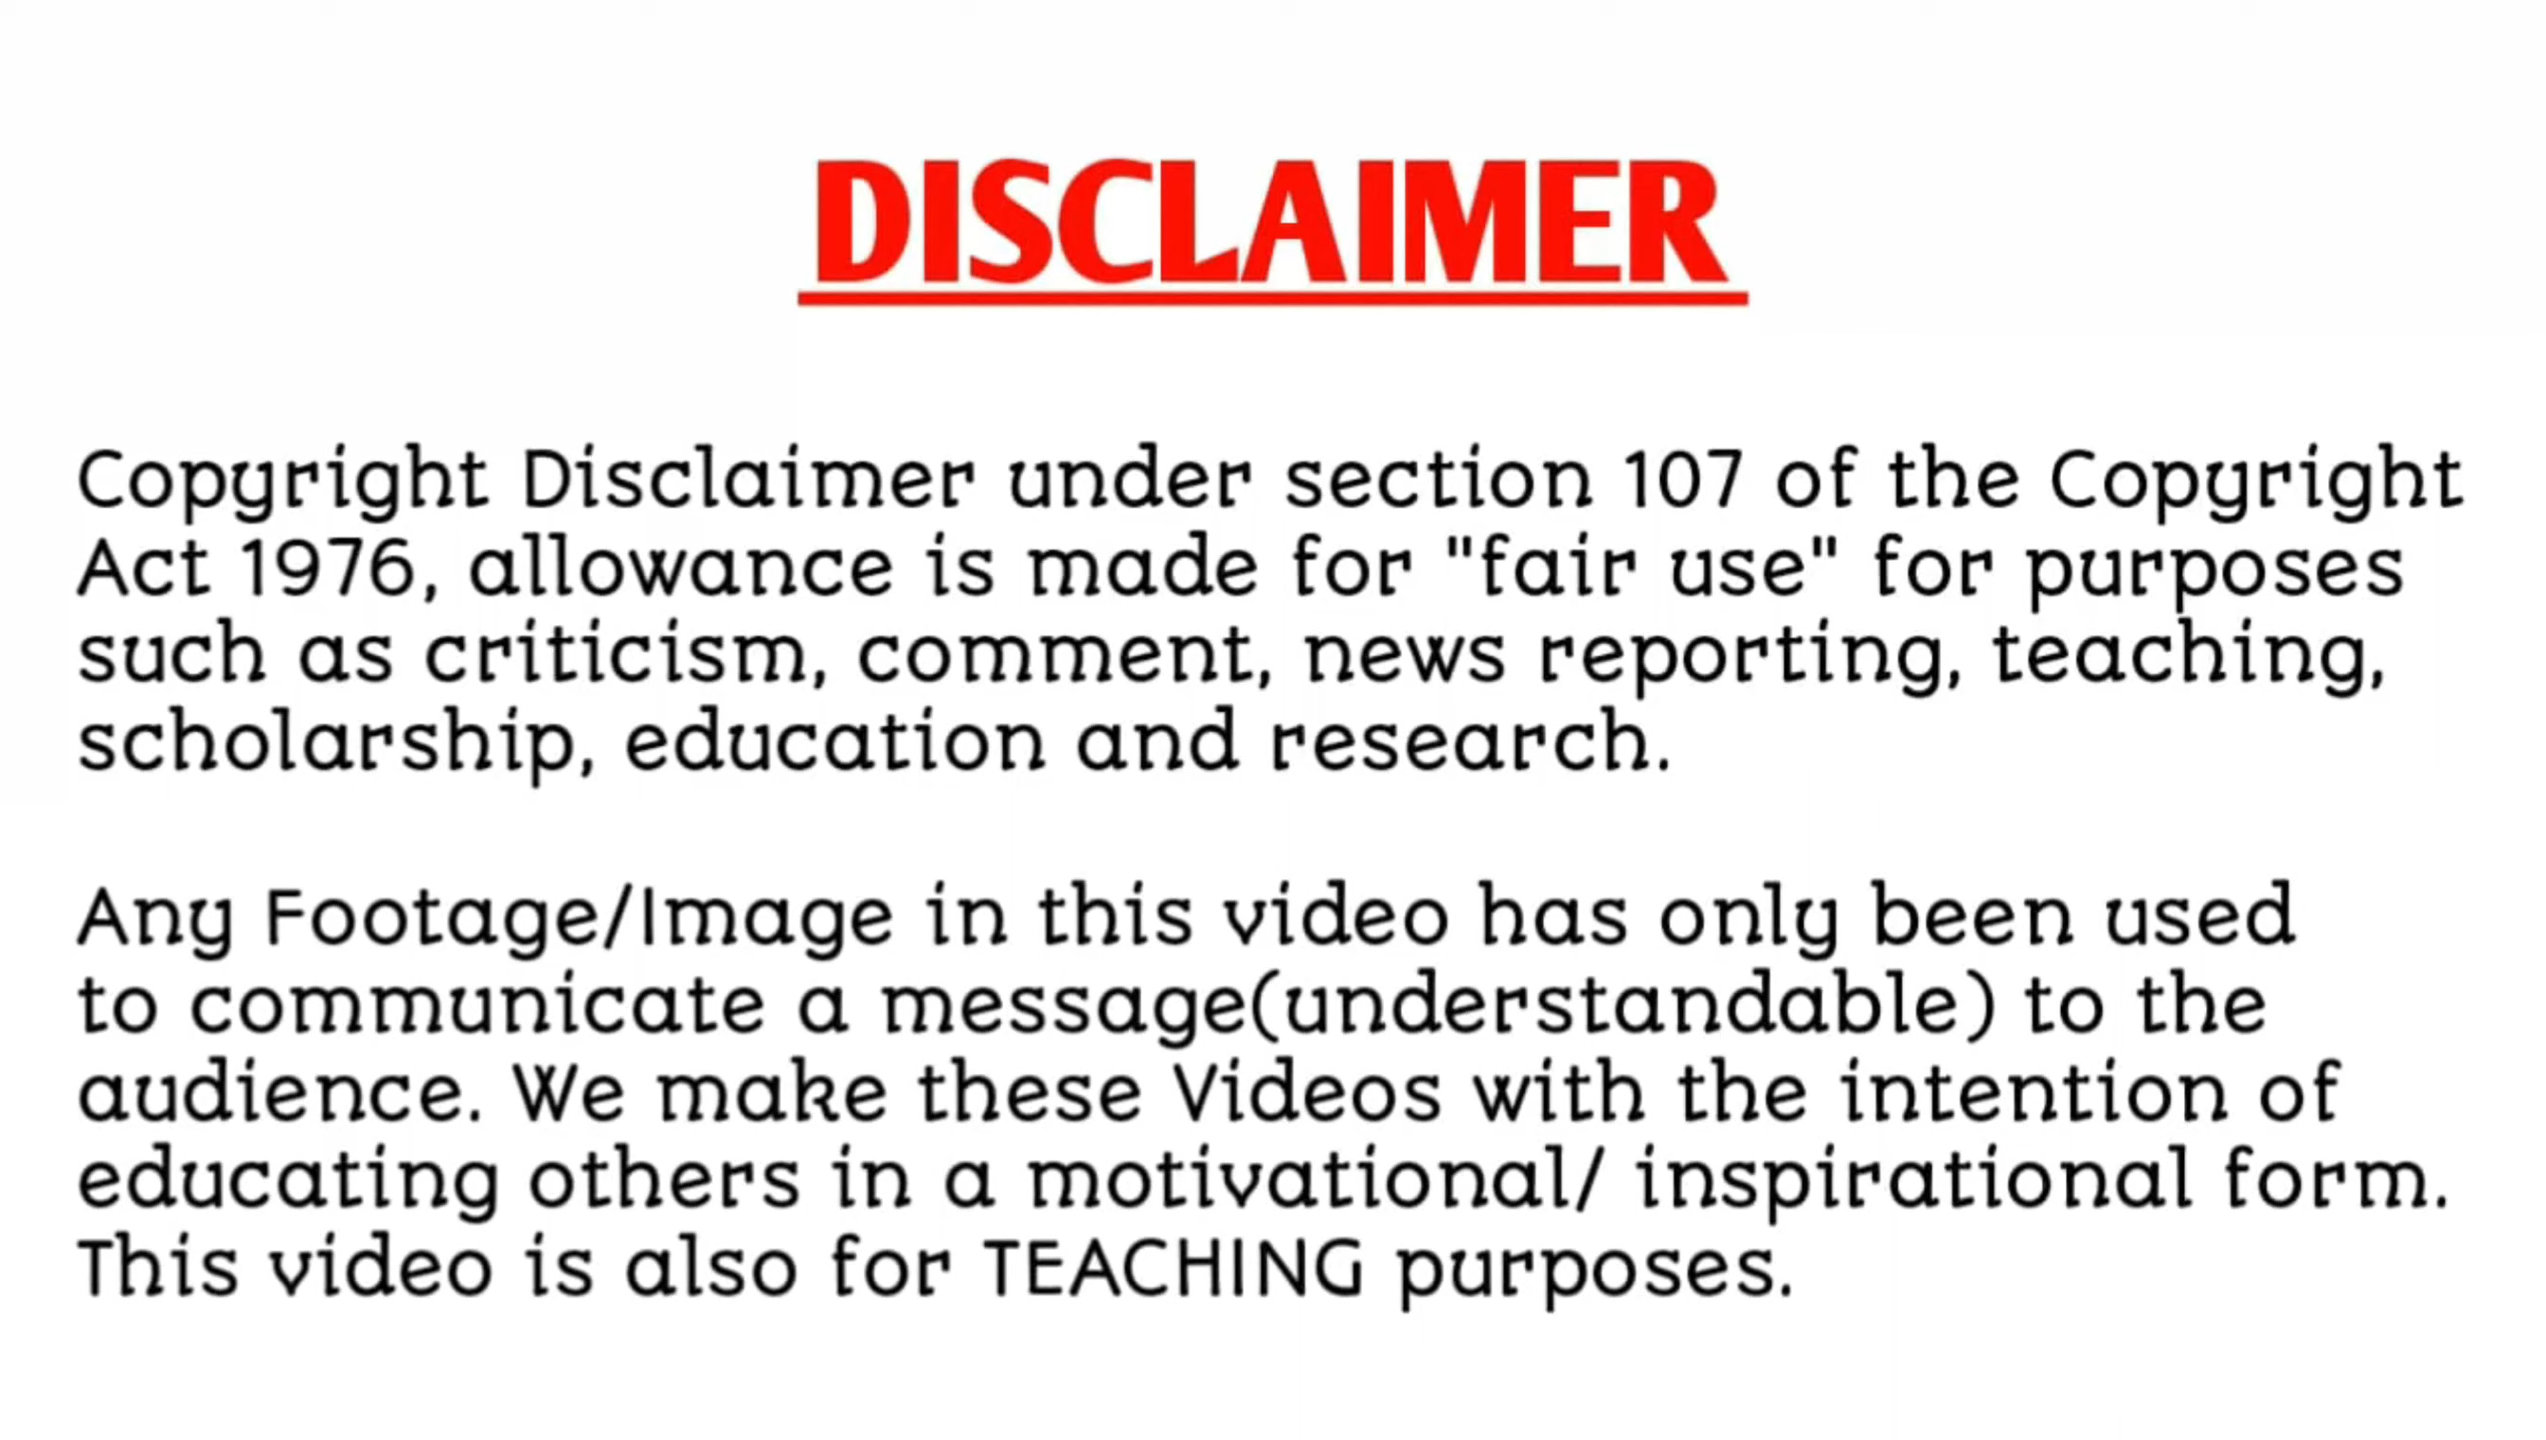 DISCLAIMER
Copyright Disclaimer under section 107 of the Copyright
Act 1976, allowance is made for "fair use" for purposes
such as criticism, comment, news reporting, teaching,
scholarship, education and research.
Any Footage/Image in this video has only been used
to communicate a message(understandable) to the
audience. We make these Videos with the intention of
educating others in a motivational/ inspirational form.
This video is also for TEACHING purposes.